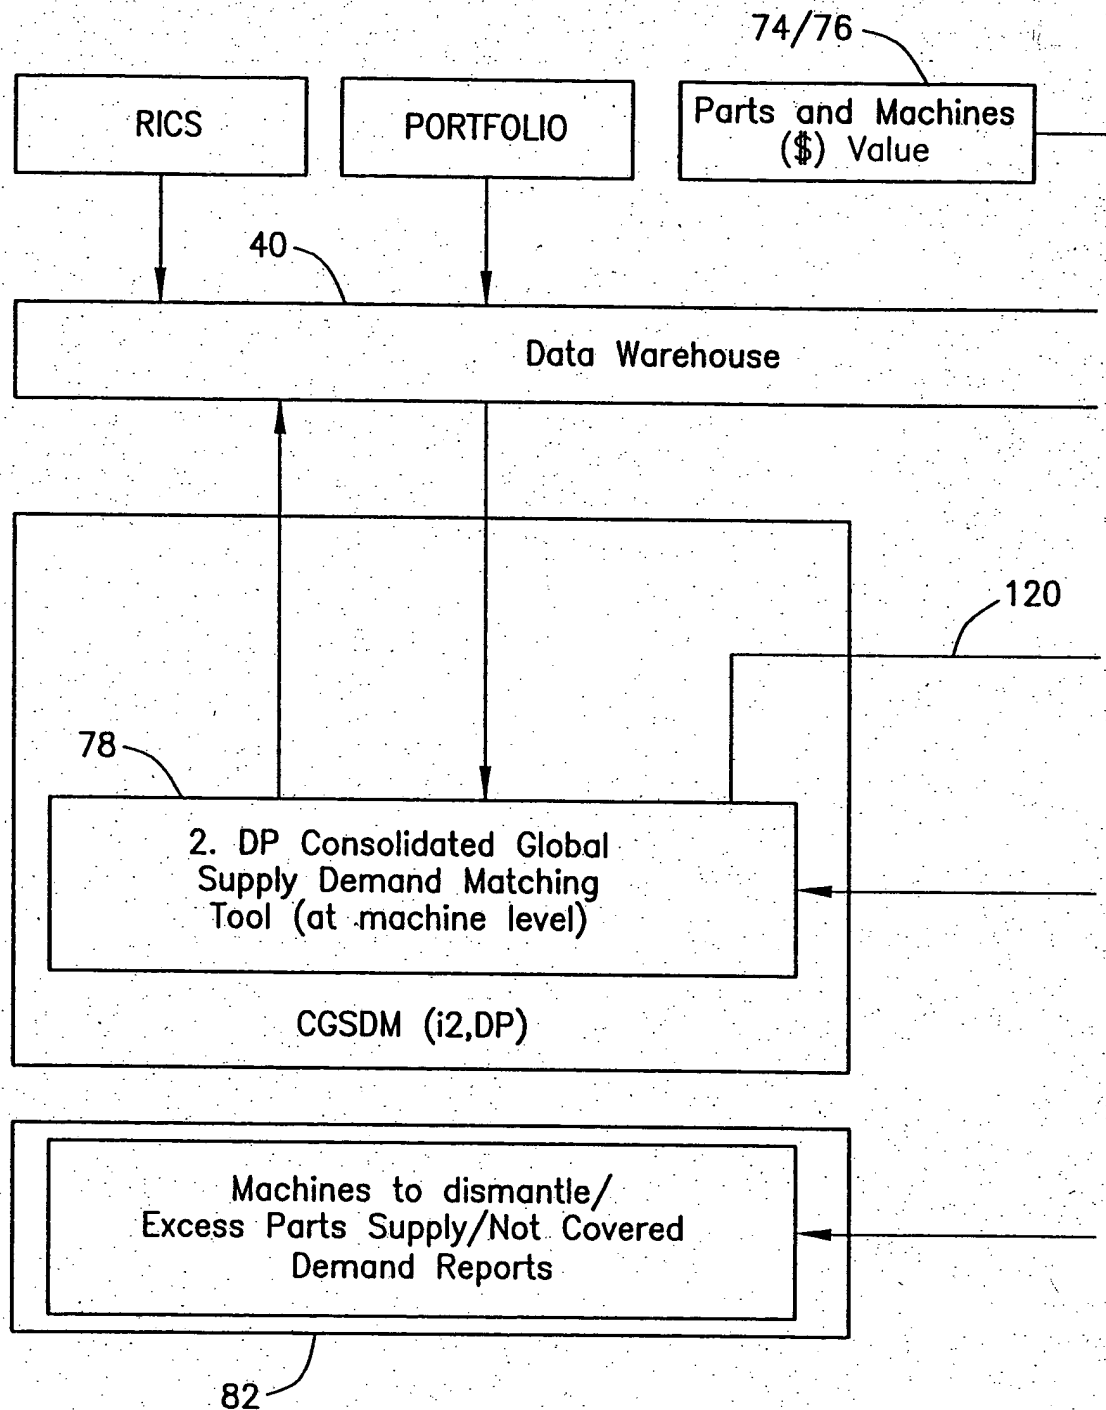 74/76
RICS
PORTFOLIO
Parts and Machines
($) Value
40
Data Warehouse
120
78
2. DP Consolidated Global
Supply Demand Matching
Tool (at machine level)
CGSDM (i2,DP)
Machines to dismantle/
Excess Parts Supply/Not Covered
Demand Reports
82